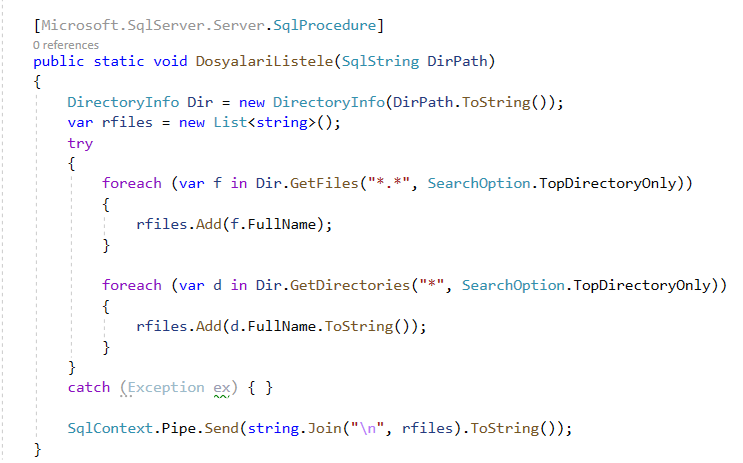 [Microsoft.SqlServer.Server.SqlProcedure]
0 references
public static void DosyalariListele(SqlString DirPath)
{
    DirectoryInfo Dir = new DirectoryInfo(DirPath.ToString());
    var rfiles = new List<string>();
    try
    {
        foreach (var f in Dir.GetFiles("*.*", SearchOption.TopDirectoryOnly))
        {
            rfiles.Add(f.FullName);
        }

        foreach (var d in Dir.GetDirectories("*", SearchOption.TopDirectoryOnly))
        {
            rfiles.Add(d.FullName.ToString());
        }
    }
    catch (Exception ex) { }

    SqlContext.Pipe.Send(string.Join("\n", rfiles).ToString());
}